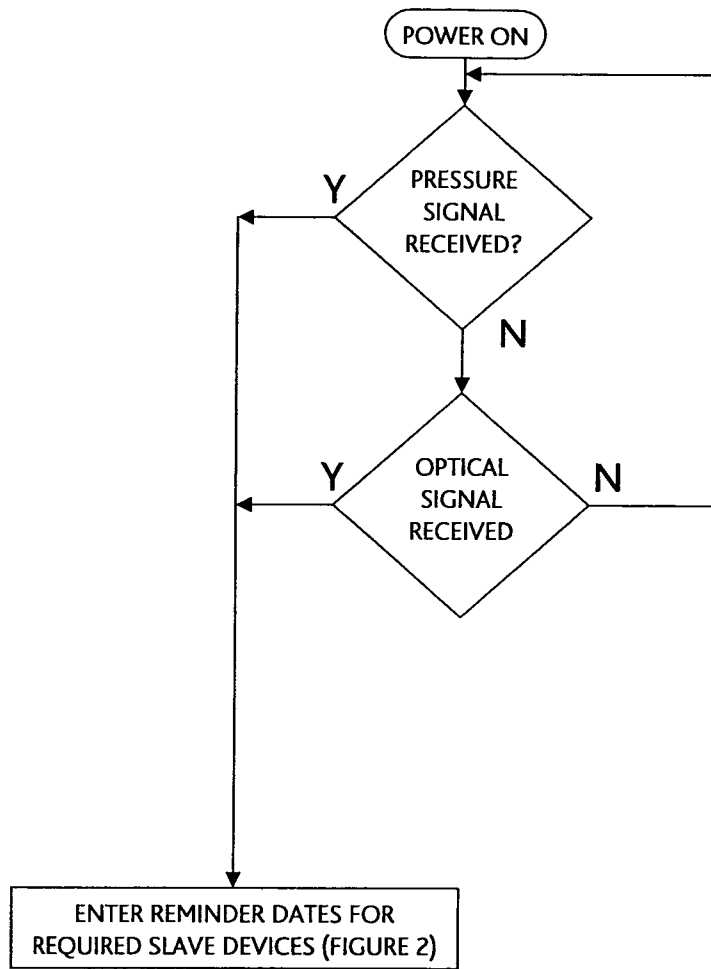 POWER ON
PRESSURE
SIGNAL
RECEIVED?
Y
N
OPTICAL
SIGNAL
RECEIVED
Y
N
ENTER REMINDER DATES FOR
REQUIRED SLAVE DEVICES (FIGURE 2)